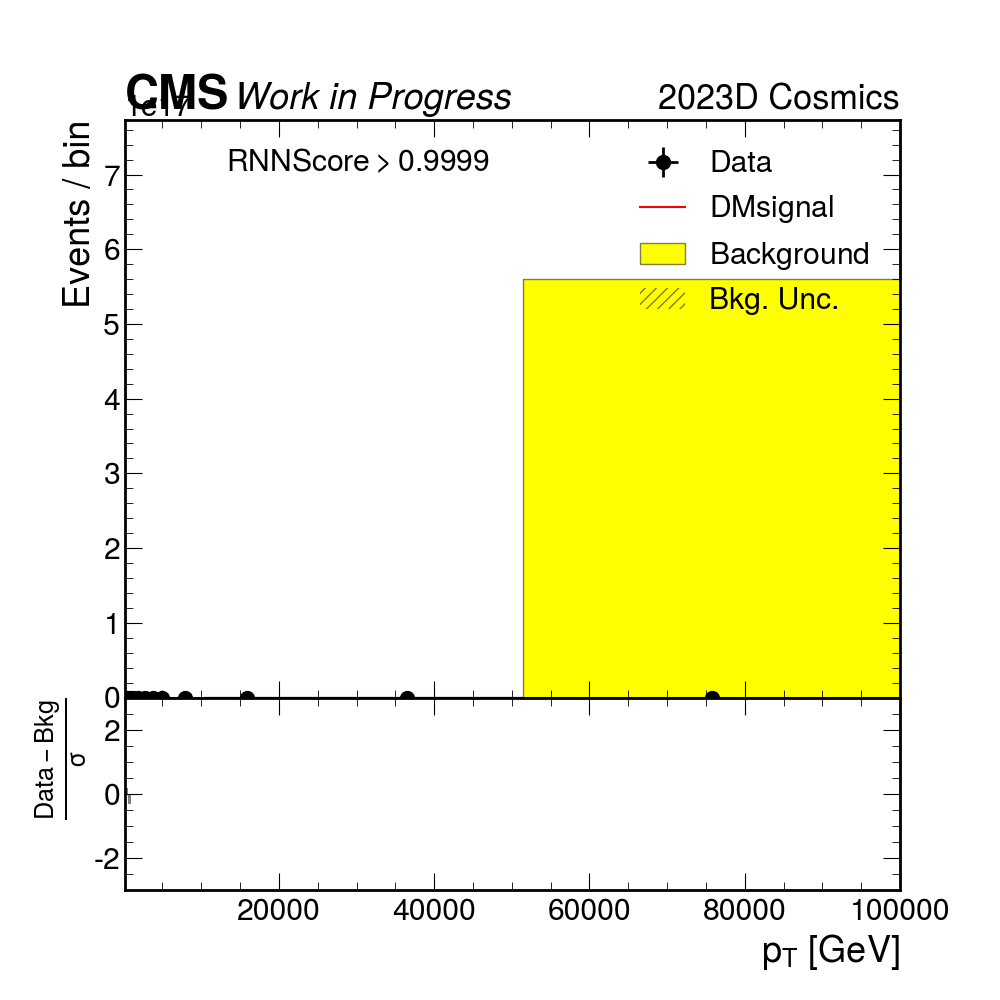 CMS Work in Progress 2023D Cosmics
1e17
Events / bin
RNNScore > 0.9999
Data
DMsignal
Background
Bkg. Unc.
7
6
5
4
3
2
1
0
Data – Bkg
σ
2
0
-2
20000 40000 60000 80000 100000
pT [GeV]